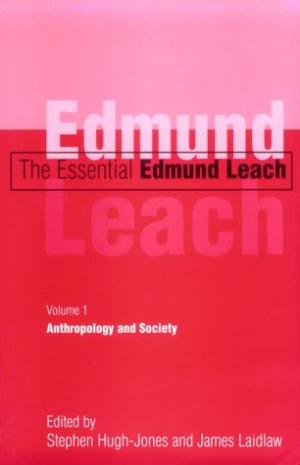 Edmund
The Essential Edmund Leach
Leach
Volume 1
Anthropology and Society
Edited by
Stephen Hugh-Jones and James Laidlaw